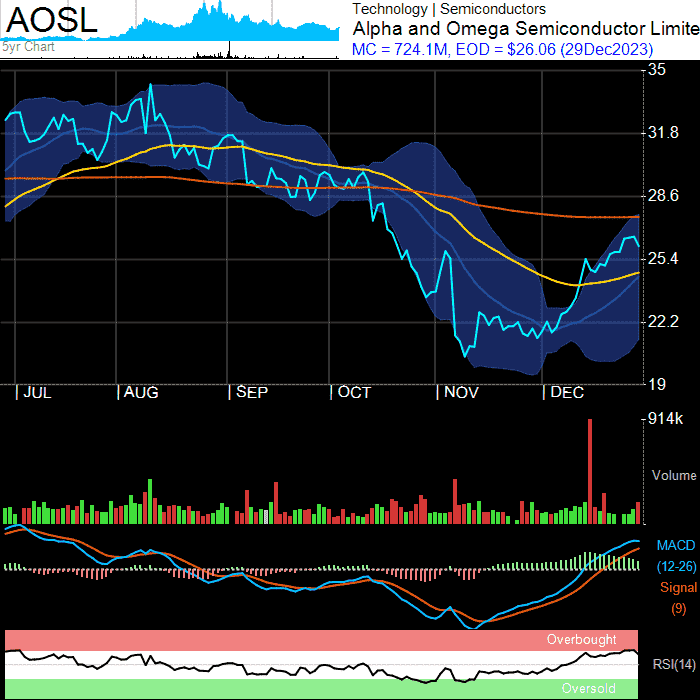 AOSL
5yr Chart
Technology | Semiconductors
Alpha and Omega Semiconductor Limite
MC = 724.1M, EOD = $26.06 (29Dec2023)
35
31.8
28.6
25.4
22.2
19
JUL AUG SEP OCT NOV DEC
914k
Volume
MACD
(12-26)
Signal
(9)
Overbought
RSI(14)
Oversold